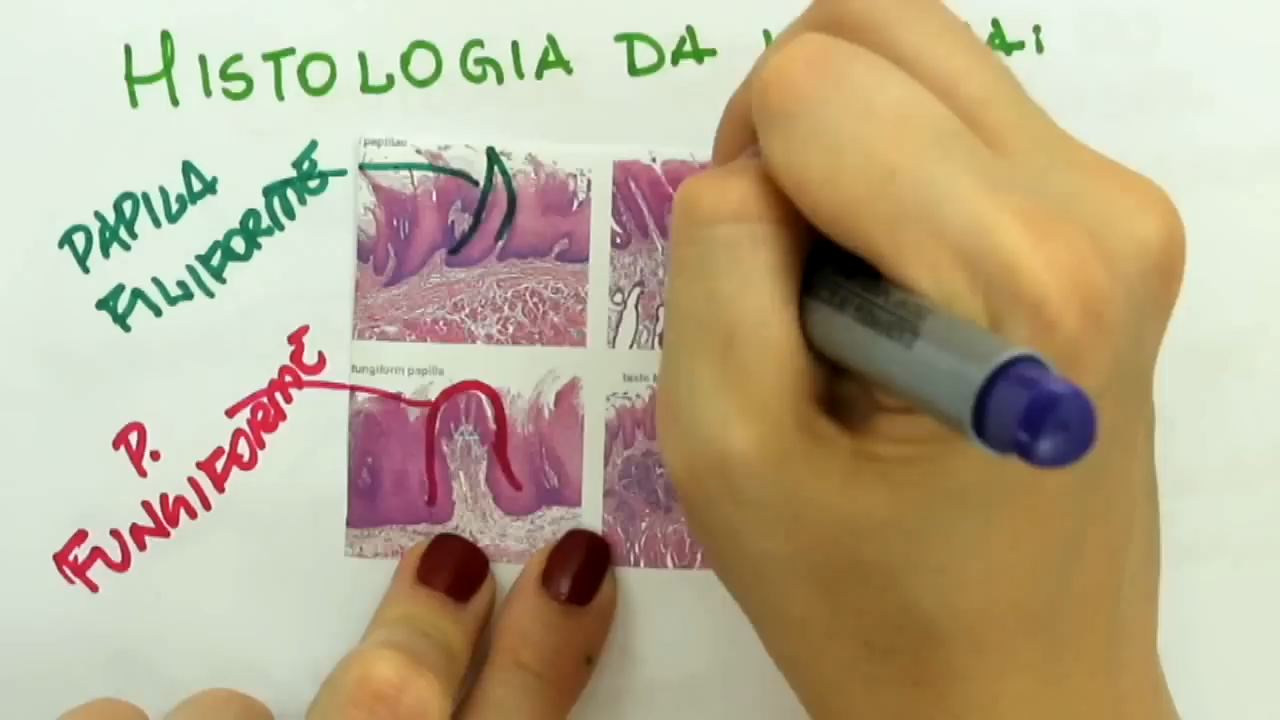 HISTOLOGIA DA
papillae
PAPILA
FILIFORME
fungiform papilla
P.
FUNGIFORME